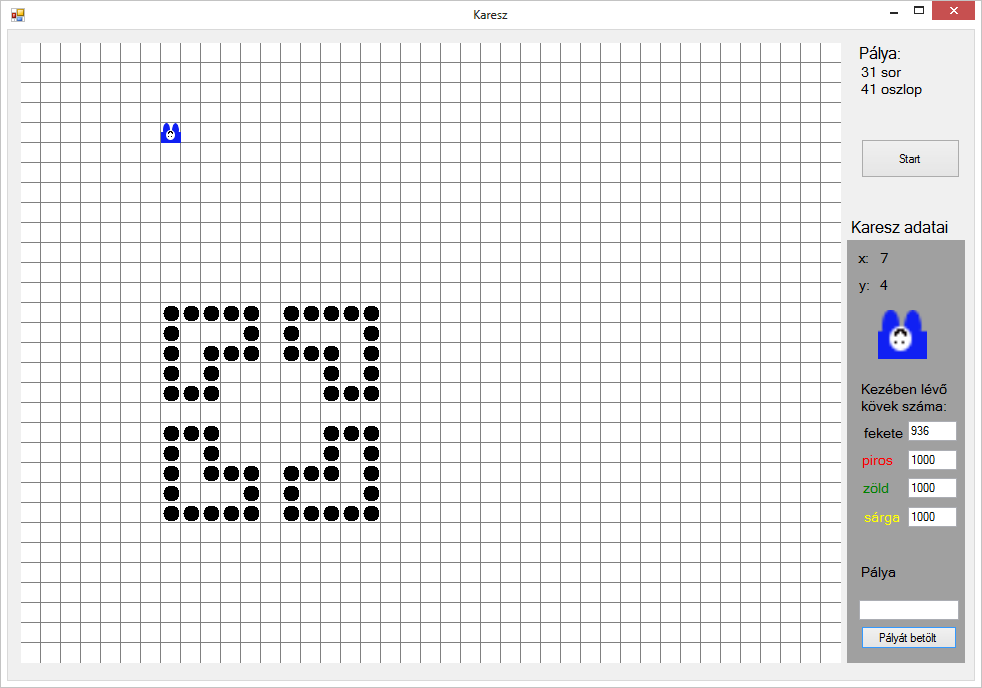 Karesz
Pálya:
31 sor
41 oszlop
Start
Karesz adatai
x: 7
y: 4
Kezében lévő
kövek száma:
fekete 936
piros 1000
zöld 1000
sárga 1000
Pálya
Pályát betölt